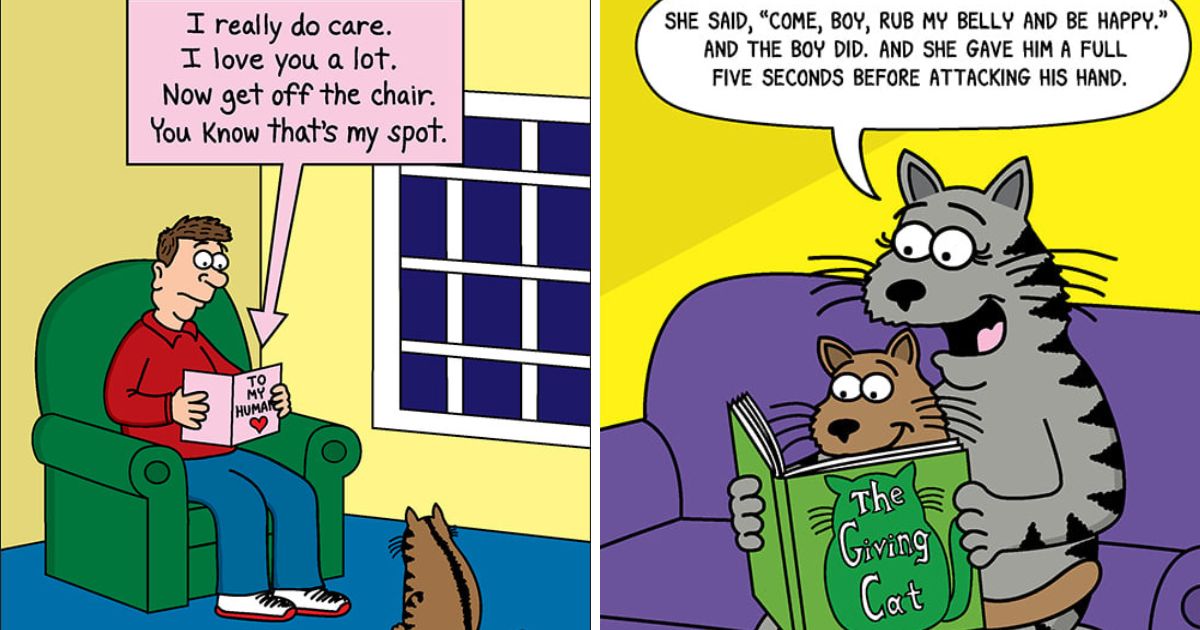 I really do care.
I love you a lot.
Now get off the chair.
You Know that's my spot.
TO
MY
HUMAN
SHE SAID, “COME, BOY, RUB MY BELLY AND BE HAPPY.”
AND THE BOY DID. AND SHE GAVE HIM A FULL
FIVE SECONDS BEFORE ATTACKING HIS HAND.
The
Giving
Cat